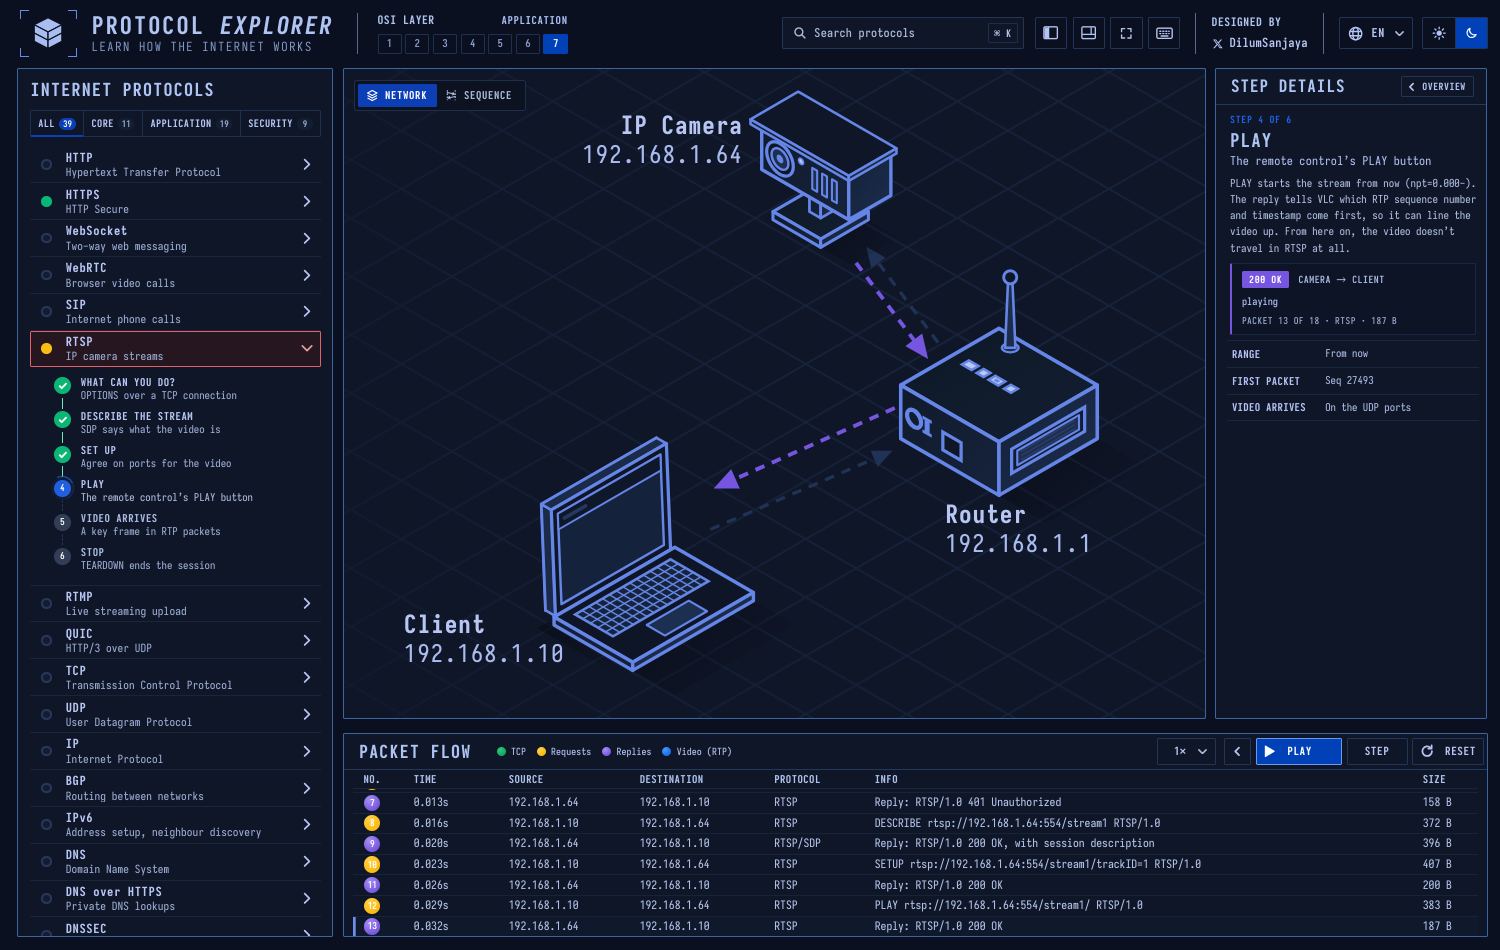 PROTOCOL EXPLORER
LEARN HOW THE INTERNET WORKS
OSI LAYER APPLICATION
1 2 3 4 5 6 7
Search protocols ⌘ K
DESIGNED BY
DilumSanjaya
EN
INTERNET PROTOCOLS
ALL 39 CORE 11 APPLICATION 19 SECURITY 9
HTTP
Hypertext Transfer Protocol
HTTPS
HTTP Secure
WebSocket
Two-way web messaging
WebRTC
Browser video calls
SIP
Internet phone calls
RTSP
IP camera streams
WHAT CAN YOU DO?
OPTIONS over a TCP connection
DESCRIBE THE STREAM
SDP says what the video is
SET UP
Agree on ports for the video
4 PLAY
The remote control's PLAY button
5 VIDEO ARRIVES
A key frame in RTP packets
6 STOP
TEARDOWN ends the session
RTMP
Live streaming upload
QUIC
HTTP/3 over UDP
TCP
Transmission Control Protocol
UDP
User Datagram Protocol
IP
Internet Protocol
BGP
Routing between networks
IPv6
Address setup, neighbour discovery
DNS
Domain Name System
DNS over HTTPS
Private DNS lookups
DNSSEC
NETWORK SEQUENCE
IP Camera
192.168.1.64
Router
192.168.1.1
Client
192.168.1.10
STEP DETAILS OVERVIEW
STEP 4 OF 6
PLAY
The remote control's PLAY button
PLAY starts the stream from now (npt=0.000-).
The reply tells VLC which RTP sequence number
and timestamp come first, so it can line the
video up. From here on, the video doesn't
travel in RTSP at all.
200 OK CAMERA → CLIENT
playing
PACKET 13 OF 18 · RTSP · 187 B
RANGE From now
FIRST PACKET Seq 27493
VIDEO ARRIVES On the UDP ports
PACKET FLOW TCP Requests Replies Video (RTP) 1× PLAY STEP RESET
NO. TIME SOURCE DESTINATION PROTOCOL INFO SIZE
7 0.013s 192.168.1.64 192.168.1.10 RTSP Reply: RTSP/1.0 401 Unauthorized 158 B
8 0.016s 192.168.1.10 192.168.1.64 RTSP DESCRIBE rtsp://192.168.1.64:554/stream1 RTSP/1.0 372 B
9 0.020s 192.168.1.64 192.168.1.10 RTSP/SDP Reply: RTSP/1.0 200 OK, with session description 396 B
10 0.023s 192.168.1.10 192.168.1.64 RTSP SETUP rtsp://192.168.1.64:554/stream1/trackID=1 RTSP/1.0 407 B
11 0.026s 192.168.1.64 192.168.1.10 RTSP Reply: RTSP/1.0 200 OK 200 B
12 0.029s 192.168.1.10 192.168.1.64 RTSP PLAY rtsp://192.168.1.64:554/stream1/ RTSP/1.0 383 B
13 0.032s 192.168.1.64 192.168.1.10 RTSP Reply: RTSP/1.0 200 OK 187 B